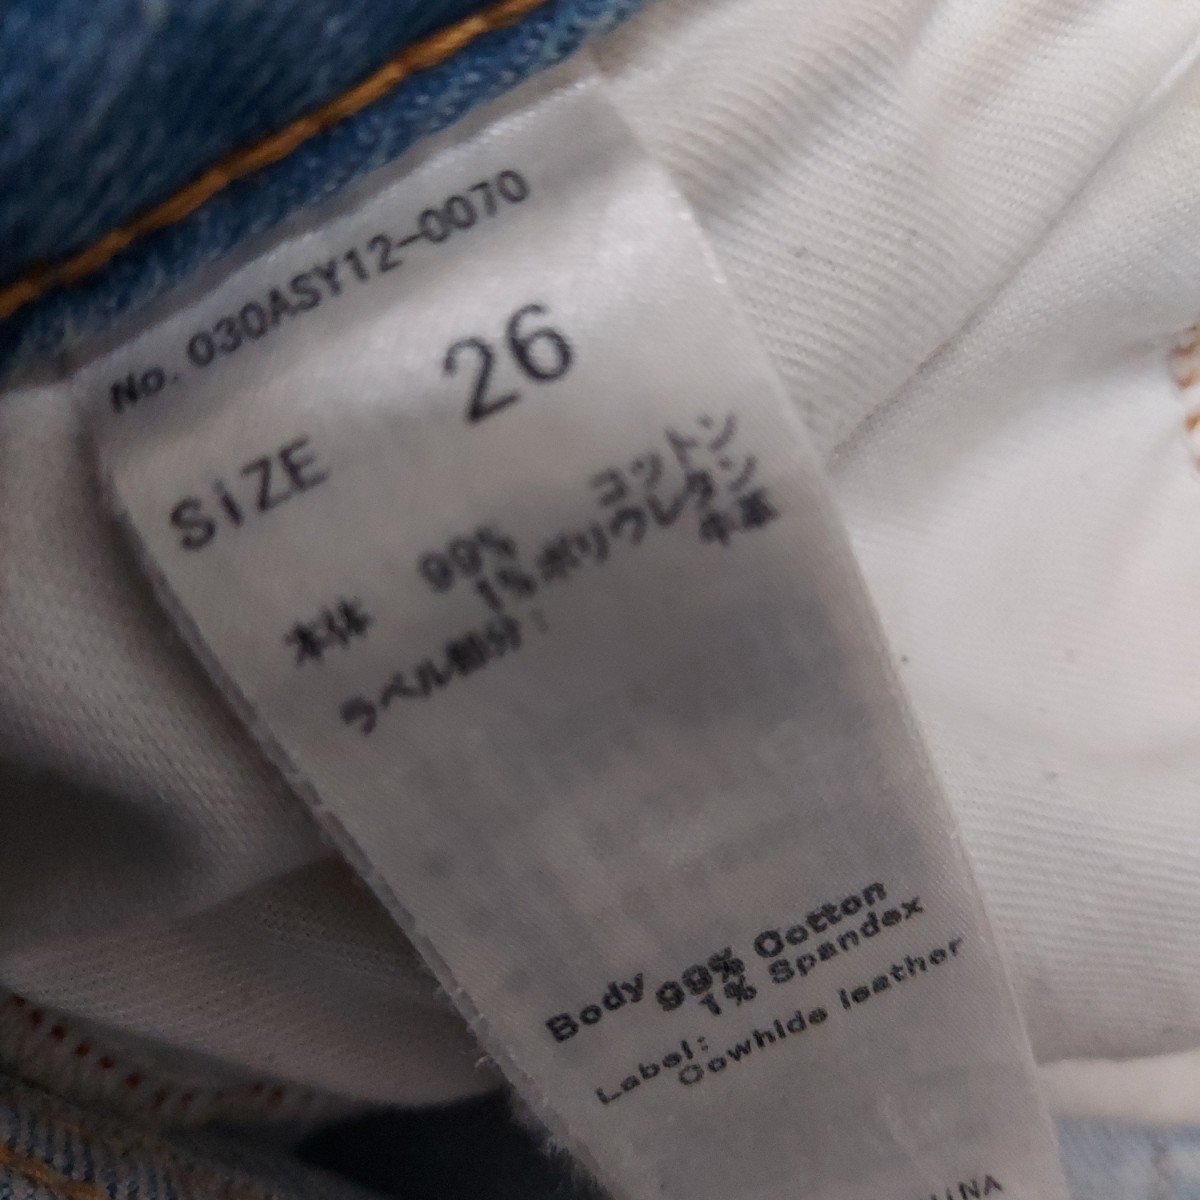 No. 030ASY12-0070
SiZE 26
本体 99% コットン
1% ポリウレタン
ラベル部分: 牛革
Body 99% Cotton
1% Spandex
Label:
Cowhide leather